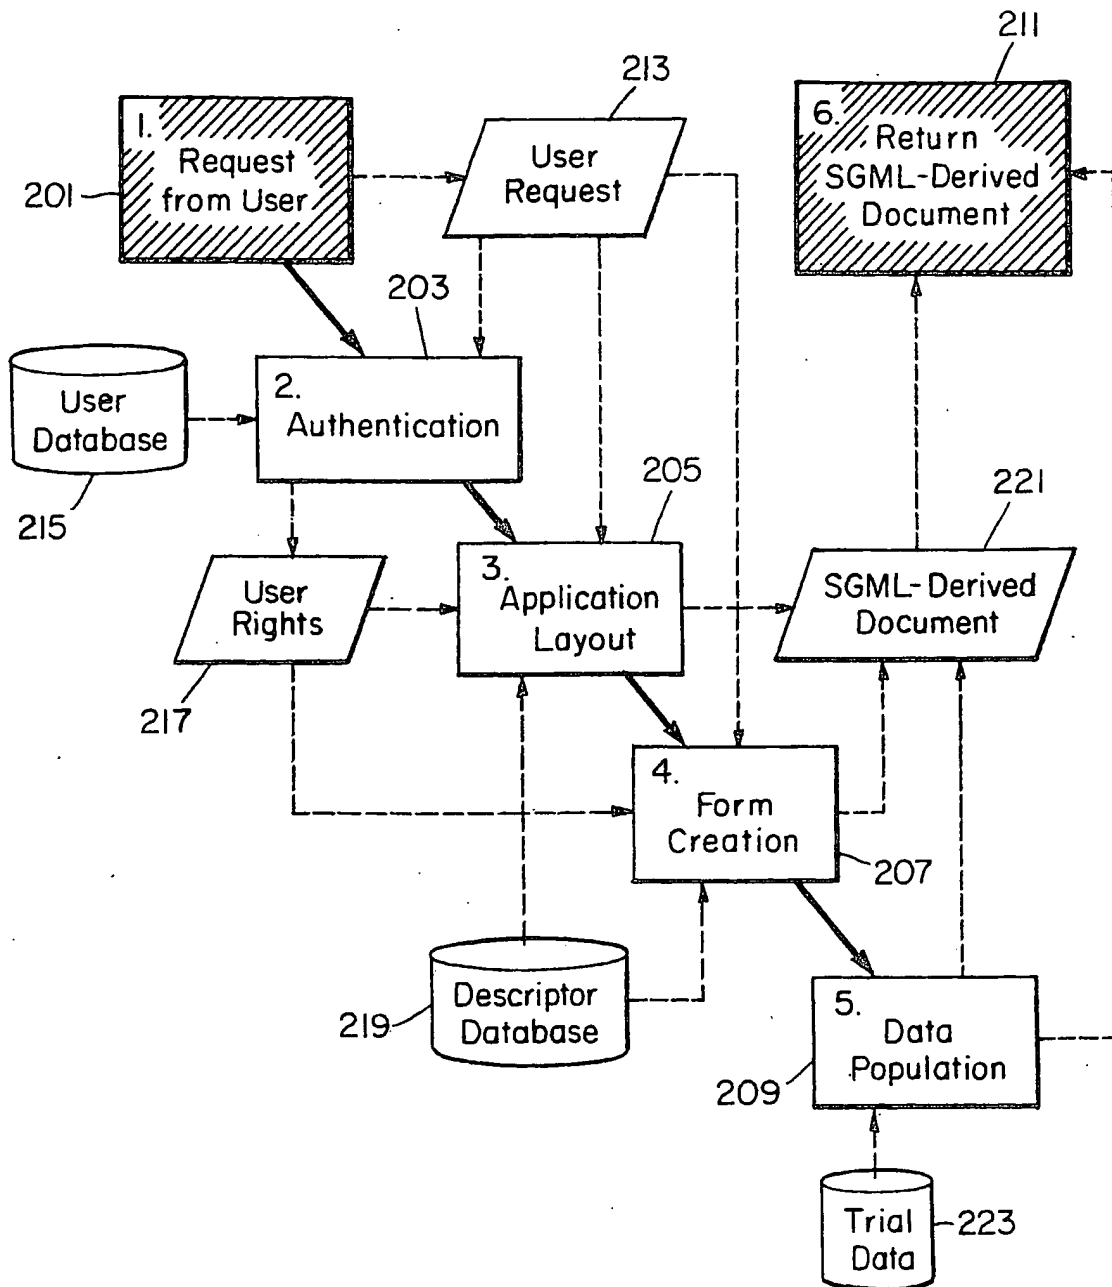 211
213
1.
Request
from User
201
User
Request
6.
Return
SGML-Derived
Document
203
2.
Authentication
User
Database
215
205
221
3.
Application
Layout
User
Rights
217
SGML-Derived
Document
4.
Form
Creation
207
Descriptor
Database
219
5.
Data
Population
209
Trial
Data
223